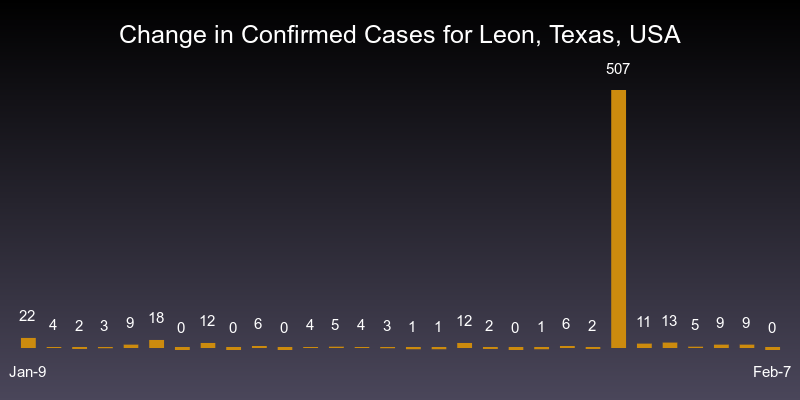 Change in Confirmed Cases for Leon, Texas, USA
507
22 4 2 3 9 18 0 12 0 6 0 4 5 4 3 1 1 12 2 0 1 6 2 11 13 5 9 9 0
Jan-9 Feb-7